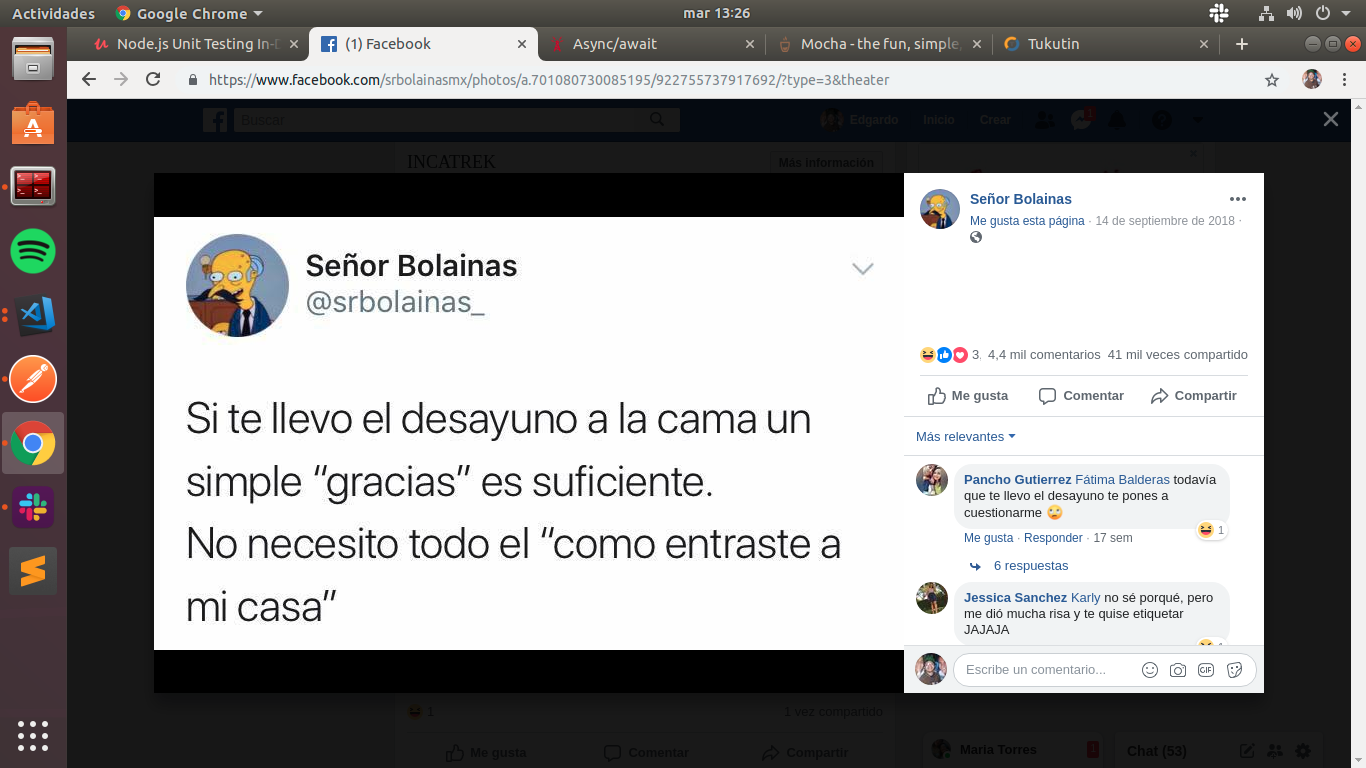 Actividades
Google Chrome
mar 13:26
Node.js Unit Testing In-D
(1) Facebook
Async/await
Mocha - the fun, simple,
Tukutin
https://www.facebook.com/srbolainasmx/photos/a.701080730085195/922755737917692/?type=3&theater
Buscar
Edgardo
Inicio
Crear
1
INCATREK
Más información
Señor Bolainas
@srbolainas_
Si te llevo el desayuno a la cama un
simple “gracias” es suficiente.
No necesito todo el “como entraste a
mi casa”
Señor Bolainas
Me gusta esta página · 14 de septiembre de 2018 ·
3. 4,4 mil comentarios 41 mil veces compartido
Me gusta
Comentar
Compartir
Más relevantes
Pancho Gutierrez Fátima Balderas todavía
que te llevo el desayuno te pones a
cuestionarme
1
Me gusta · Responder · 17 sem
6 respuestas
Jessica Sanchez Karly no sé porqué, pero
me dió mucha risa y te quise etiquetar
JAJAJA
Escribe un comentario...
GIF
1
1 vez compartido
Me gusta
Comentar
Compartir
María Torres
1
Chat (53)